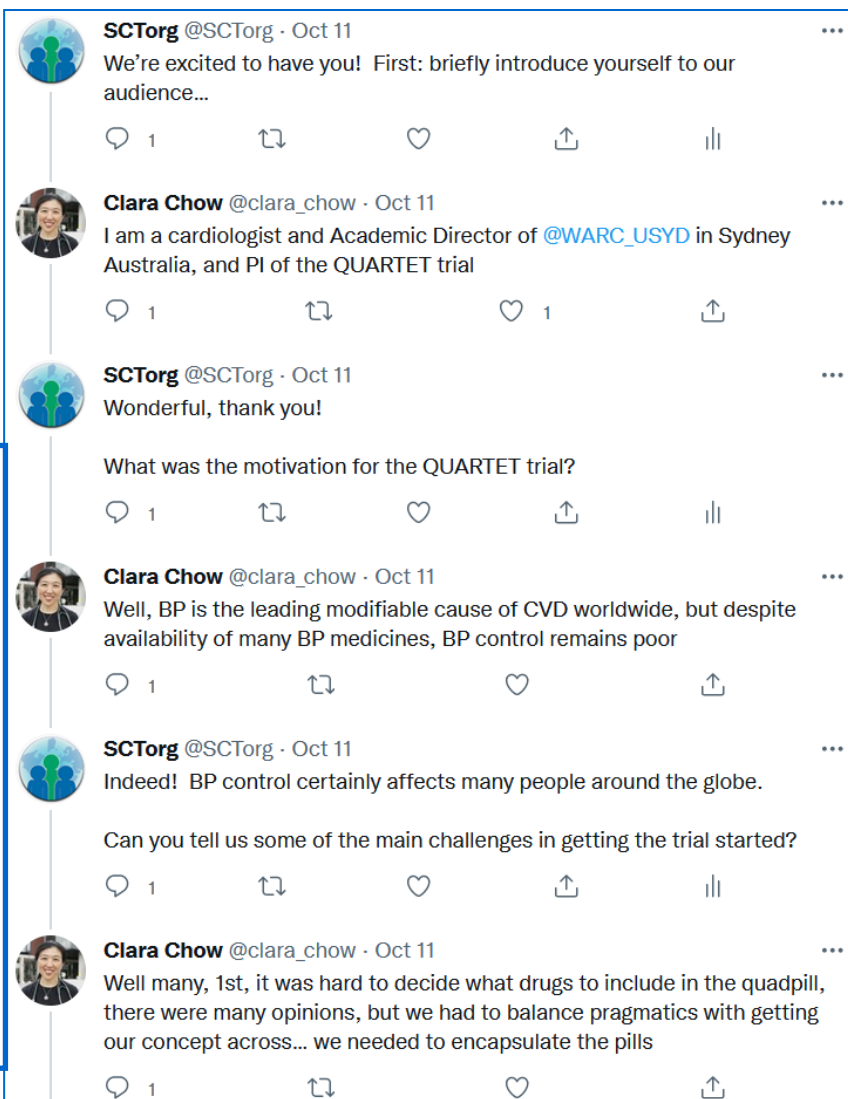 SCTorg @SCTorg · Oct 11
We’re excited to have you!  First: briefly introduce yourself to our
audience...
1
Clara Chow @clara_chow · Oct 11
I am a cardiologist and Academic Director of @WARC_USYD in Sydney
Australia, and PI of the QUARTET trial
1 1
SCTorg @SCTorg · Oct 11
Wonderful, thank you!
What was the motivation for the QUARTET trial?
1
Clara Chow @clara_chow · Oct 11
Well, BP is the leading modifiable cause of CVD worldwide, but despite
availability of many BP medicines, BP control remains poor
1
SCTorg @SCTorg · Oct 11
Indeed!  BP control certainly affects many people around the globe.
Can you tell us some of the main challenges in getting the trial started?
1
Clara Chow @clara_chow · Oct 11
Well many, 1st, it was hard to decide what drugs to include in the quadpill,
there were many opinions, but we had to balance pragmatics with getting
our concept across... we needed to encapsulate the pills
1